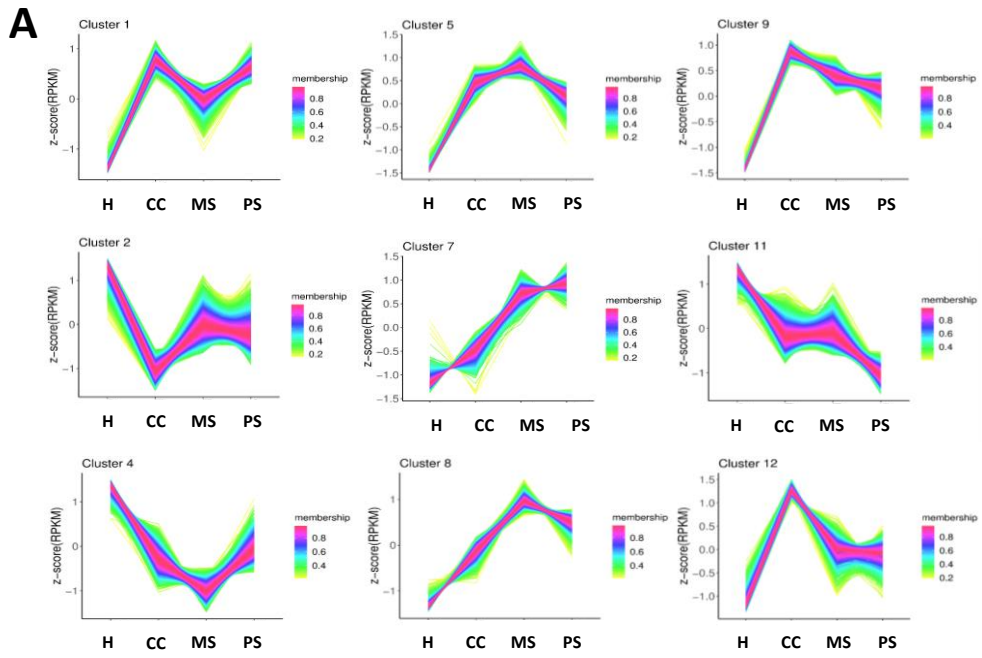 A
Cluster 1
z-score(RPKM)
1
0
−1
membership
0.8
0.6
0.4
0.2
H CC MS PS
Cluster 5
z-score(RPKM)
1.5
1.0
0.5
0.0
−0.5
−1.0
−1.5
membership
0.8
0.6
0.4
0.2
H CC MS PS
Cluster 9
z-score(RPKM)
1.0
0.5
0.0
−0.5
−1.0
−1.5
membership
0.8
0.6
0.4
H CC MS PS
Cluster 2
z-score(RPKM)
1
0
−1
membership
0.8
0.6
0.4
0.2
H CC MS PS
Cluster 7
z-score(RPKM)
1.5
1.0
0.5
0.0
−0.5
−1.0
−1.5
membership
0.8
0.6
0.4
0.2
H CC MS PS
Cluster 11
z-score(RPKM)
1
0
−1
membership
0.8
0.6
0.4
H CC MS PS
Cluster 4
z-score(RPKM)
1
0
−1
membership
0.8
0.6
0.4
H CC MS PS
Cluster 8
z-score(RPKM)
1
0
−1
membership
0.8
0.6
0.4
H CC MS PS
Cluster 12
z-score(RPKM)
1.5
1.0
0.5
0.0
−0.5
−1.0
membership
0.8
0.6
0.4
0.2
H CC MS PS